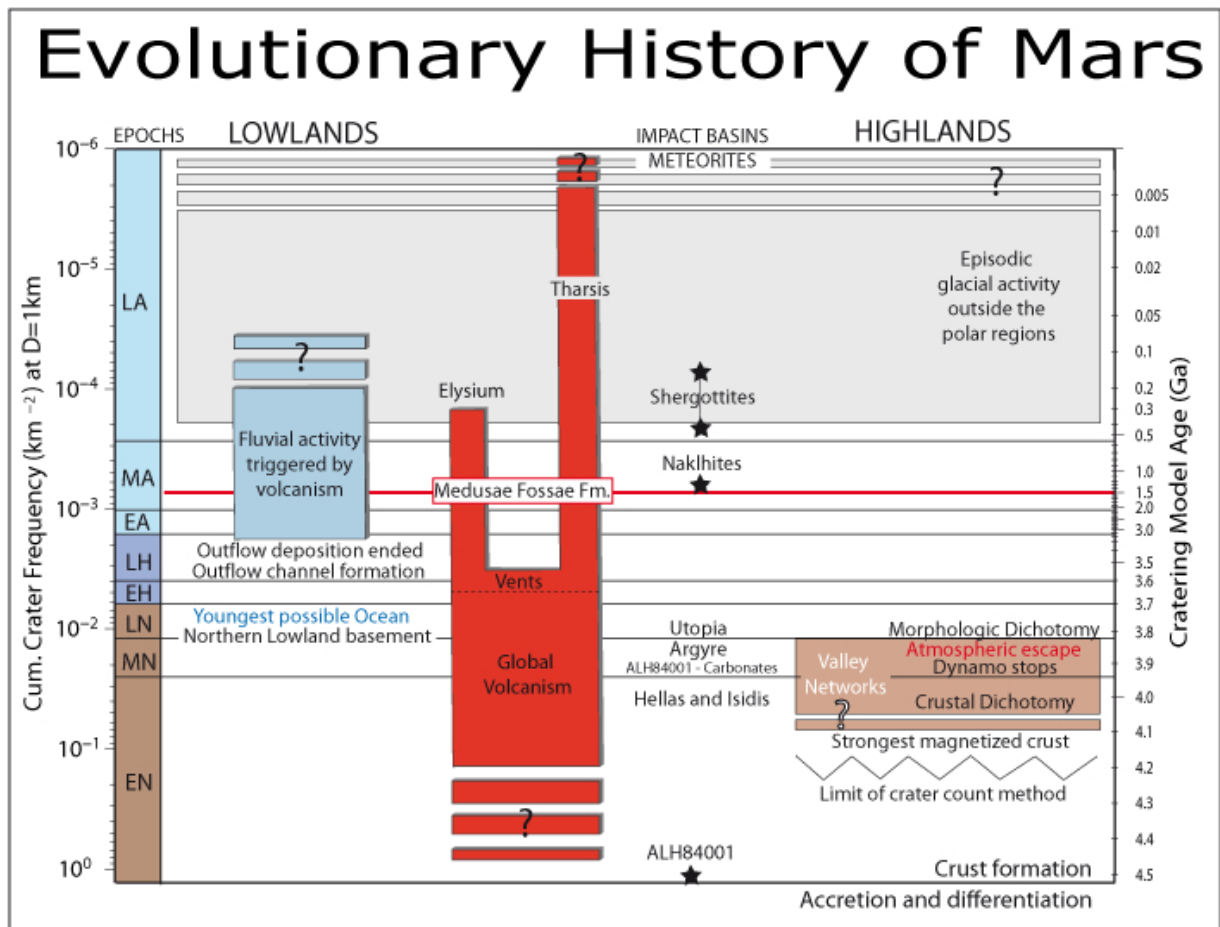 Evolutionary History of Mars
EPOCHS
LOWLANDS
IMPACT BASINS
HIGHLANDS
METEORITES
Cum. Crater Frequency (km⁻²) at D=1km
10⁻⁶
10⁻⁵
10⁻⁴
10⁻³
10⁻²
10⁻¹
10⁰
LA
MA
EA
LH
EH
LN
MN
EN
?
Fluvial activity
triggered by
volcanism
Outflow deposition ended
Outflow channel formation
Youngest possible Ocean
Northern Lowland basement
?
Tharsis
Elysium
Medusae Fossae Fm.
Vents
Global
Volcanism
?
Shergottites
Naklhites
Utopia
Argyre
ALH84001 - Carbonates
Hellas and Isidis
ALH84001
?
Episodic
glacial activity
outside the
polar regions
Morphologic Dichotomy
Atmospheric escape
Dynamo stops
Valley
Networks
Crustal Dichotomy
?
Strongest magnetized crust
Limit of crater count method
Crust formation
Accretion and differentiation
0.005
0.01
0.02
0.05
0.1
0.2
0.3
0.5
1.0
1.5
2.0
3.0
3.5
3.6
3.7
3.8
3.9
4.0
4.1
4.2
4.3
4.4
4.5
Cratering Model Age (Ga)